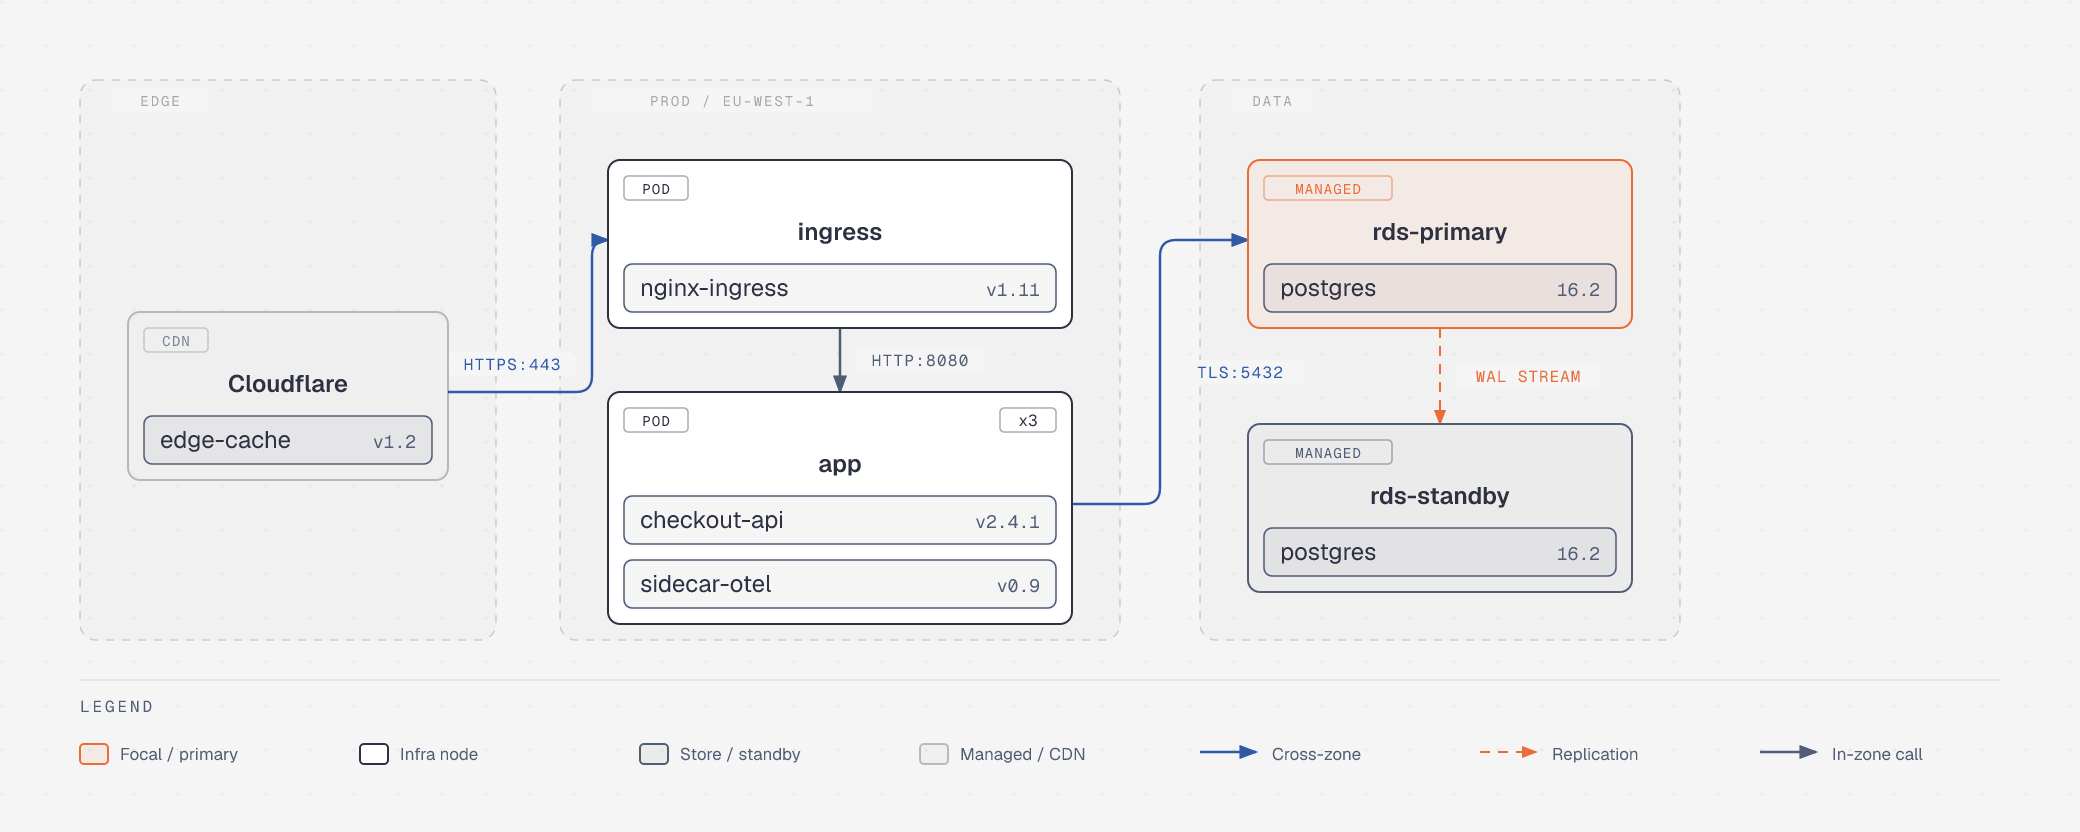 EDGE
CDN
Cloudflare
edge-cache v1.2
HTTPS:443
PROD / EU-WEST-1
POD
ingress
nginx-ingress v1.11
HTTP:8080
POD x3
app
checkout-api v2.4.1
sidecar-otel v0.9
TLS:5432
DATA
MANAGED
rds-primary
postgres 16.2
WAL STREAM
MANAGED
rds-standby
postgres 16.2
LEGEND
Focal / primary
Infra node
Store / standby
Managed / CDN
Cross-zone
Replication
In-zone call